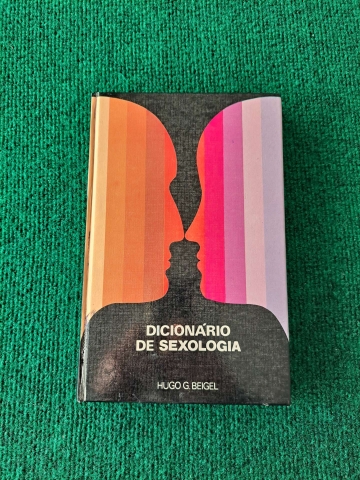 DICIONÁRIO
DE SEXOLOGIA
HUGO G. BEIGEL